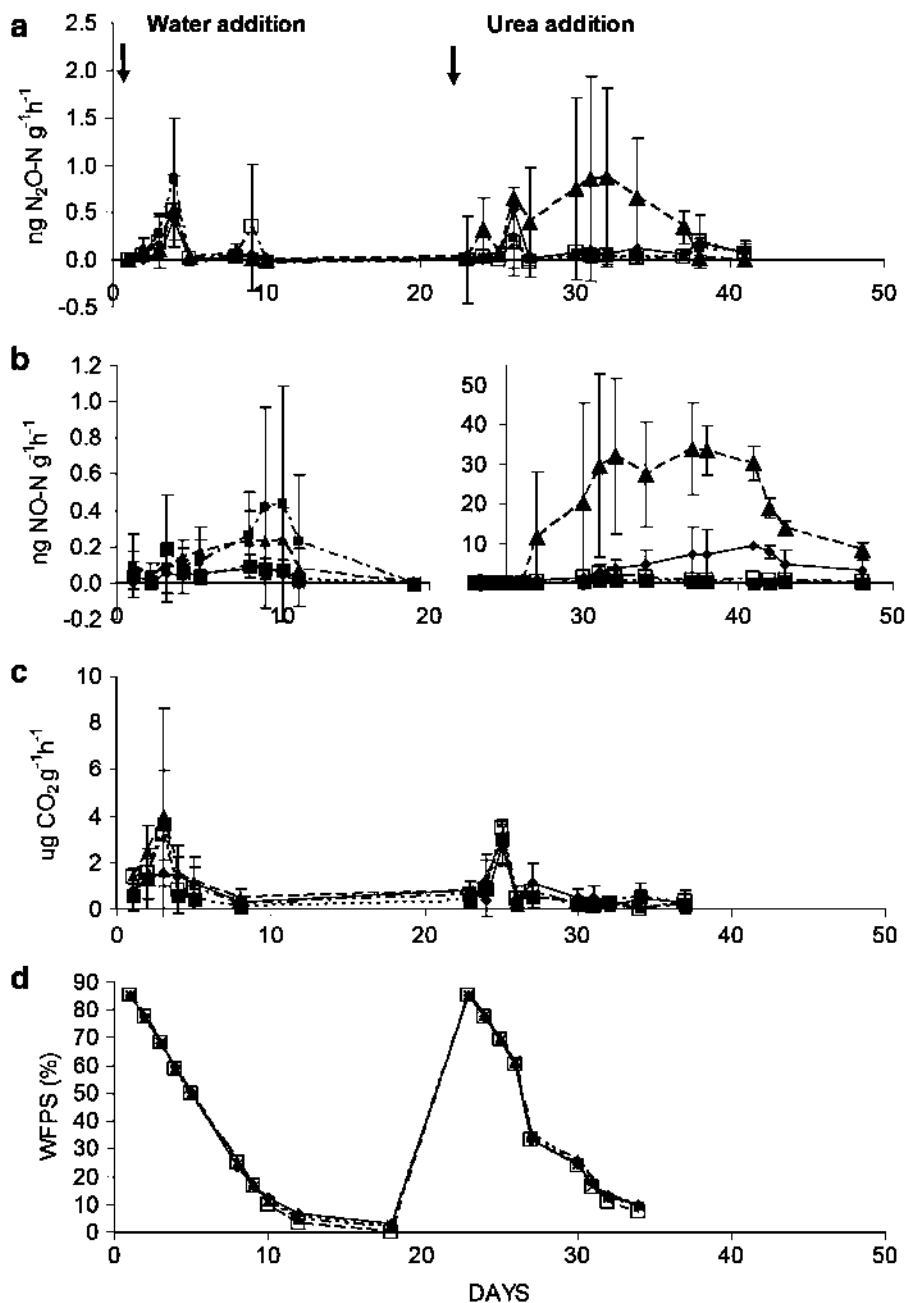 a
Water addition
Urea addition
2.5
2.0
1.5
1.0
0.5
0.0
-0.5
ng N₂O-N g⁻¹h⁻¹
0 10 20 30 40 50
b
1.2
1.0
0.8
0.6
0.4
0.2
0.0
-0.2
ng NO-N g⁻¹h⁻¹
0 10 20
50
40
30
20
10
30 40 50
c
10
8
6
4
2
0
ug CO₂g⁻¹h⁻¹
0 10 20 30 40 50
d
90
80
70
60
50
40
30
20
10
0
WFPS (%)
0 10 20 30 40 50
DAYS